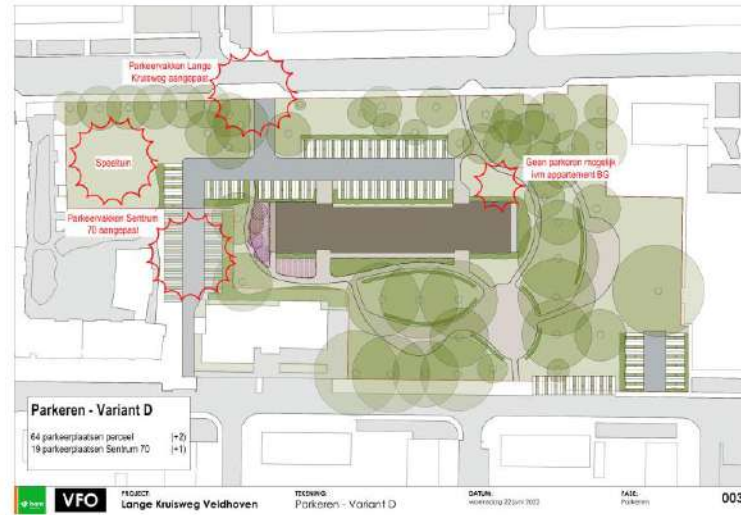 Parkeervakken Lange
Kruisweg aangepast
Speeltuin
Geen parkeren mogelijk
ivm appartement BG
Parkeervakken Sentrum
70 aangepast
Parkeren - Variant D
64 parkeerplaatsen perceel (+2)
19 parkeerplaatsen Sentrum 70 (+1)
VFO
PROJECT:
Lange Kruisweg Veldhoven
TEKENING:
Parkeren - Variant D
DATUM:
woensdag 22 juni 2022
FASE:
Parkeren
003